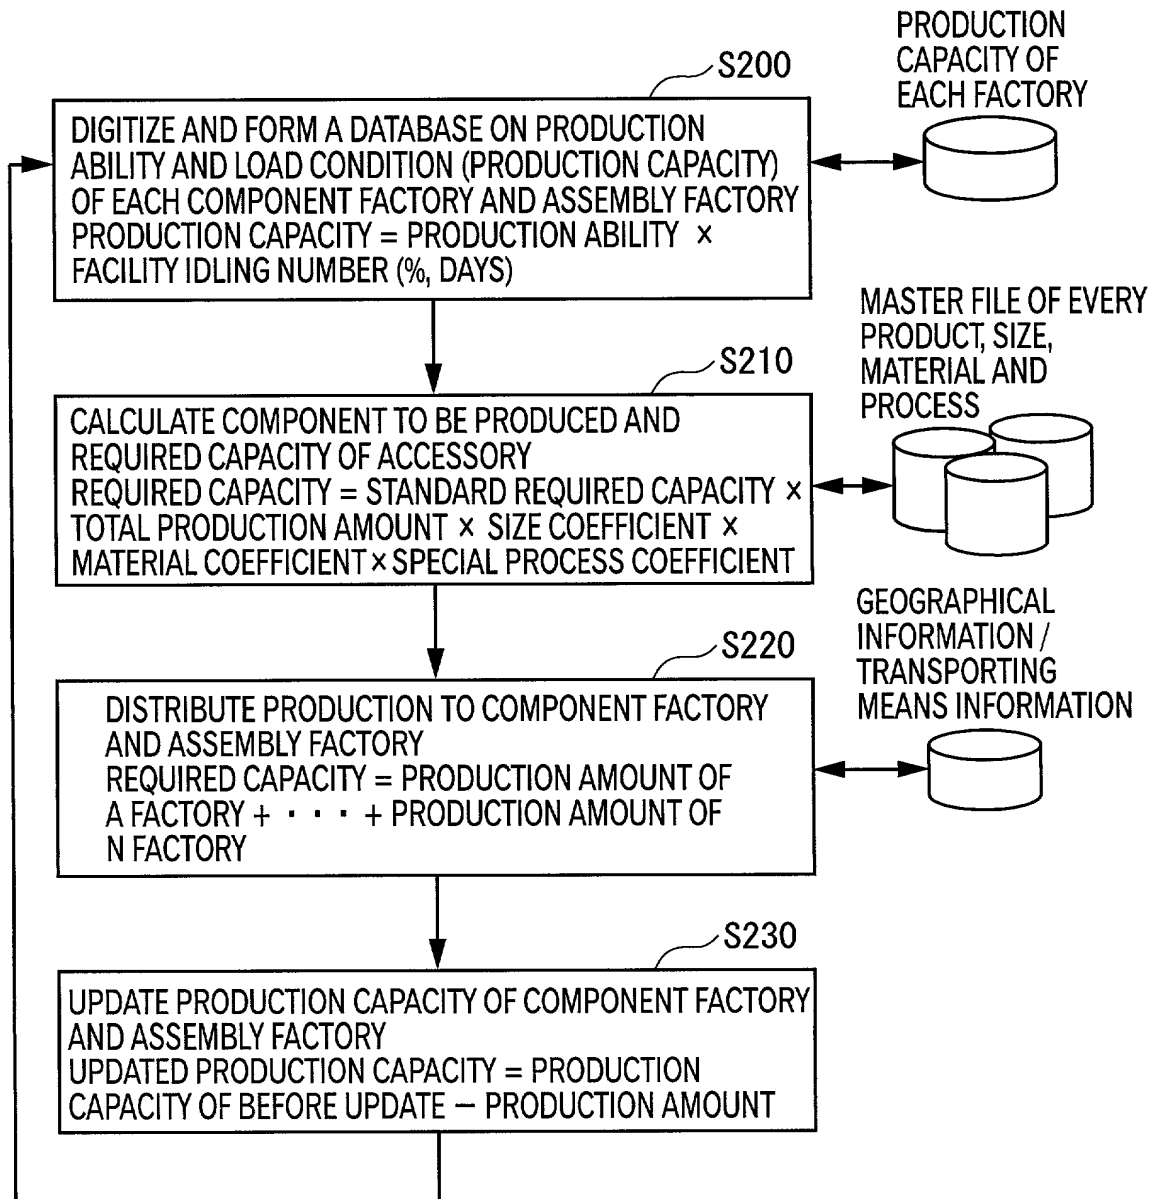 PRODUCTION
CAPACITY OF
EACH FACTORY
S200
DIGITIZE AND FORM A DATABASE ON PRODUCTION
ABILITY AND LOAD CONDITION (PRODUCTION CAPACITY)
OF EACH COMPONENT FACTORY AND ASSEMBLY FACTORY
PRODUCTION CAPACITY = PRODUCTION ABILITY ×
FACILITY IDLING NUMBER (%, DAYS)
MASTER FILE OF EVERY
PRODUCT, SIZE,
MATERIAL AND
PROCESS
S210
CALCULATE COMPONENT TO BE PRODUCED AND
REQUIRED CAPACITY OF ACCESSORY
REQUIRED CAPACITY = STANDARD REQUIRED CAPACITY ×
TOTAL PRODUCTION AMOUNT × SIZE COEFFICIENT ×
MATERIAL COEFFICIENT × SPECIAL PROCESS COEFFICIENT
GEOGRAPHICAL
INFORMATION /
TRANSPORTING
MEANS INFORMATION
S220
DISTRIBUTE PRODUCTION TO COMPONENT FACTORY
AND ASSEMBLY FACTORY
REQUIRED CAPACITY = PRODUCTION AMOUNT OF
A FACTORY + · · · + PRODUCTION AMOUNT OF
N FACTORY
S230
UPDATE PRODUCTION CAPACITY OF COMPONENT FACTORY
AND ASSEMBLY FACTORY
UPDATED PRODUCTION CAPACITY = PRODUCTION
CAPACITY OF BEFORE UPDATE − PRODUCTION AMOUNT